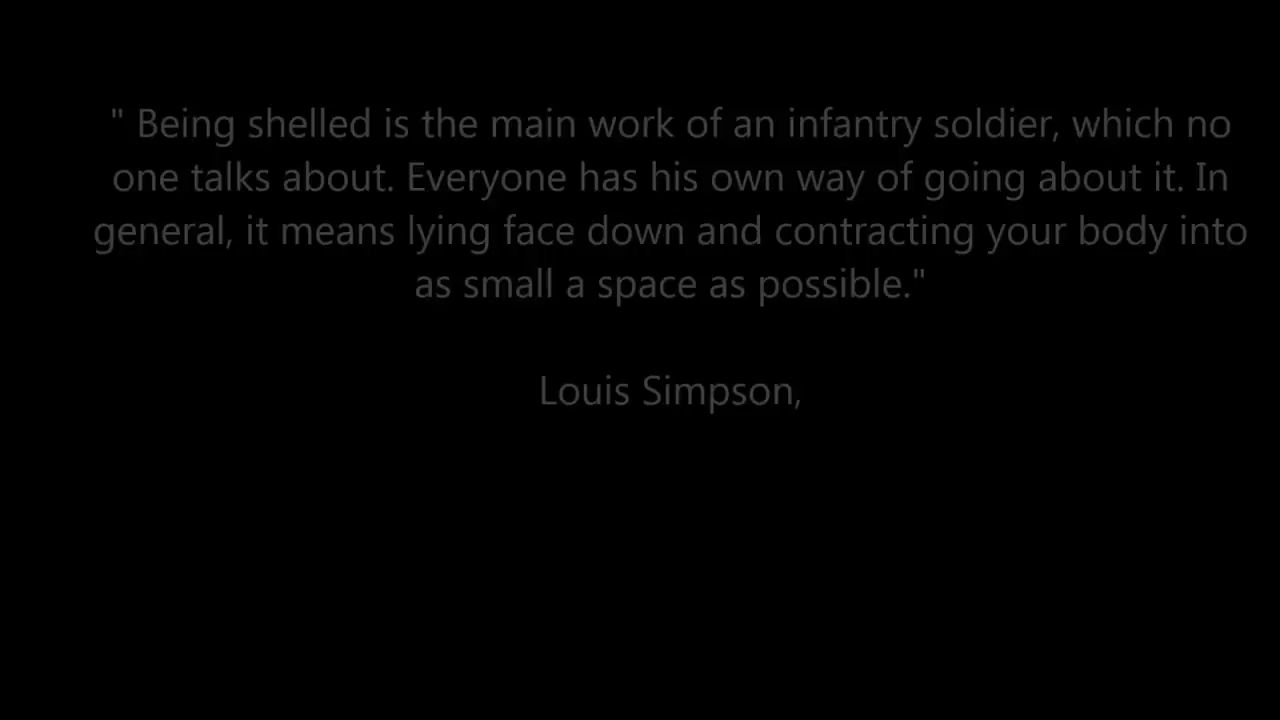 " Being shelled is the main work of an infantry soldier, which no
one talks about. Everyone has his own way of going about it. In
general, it means lying face down and contracting your body into
as small a space as possible."
Louis Simpson,